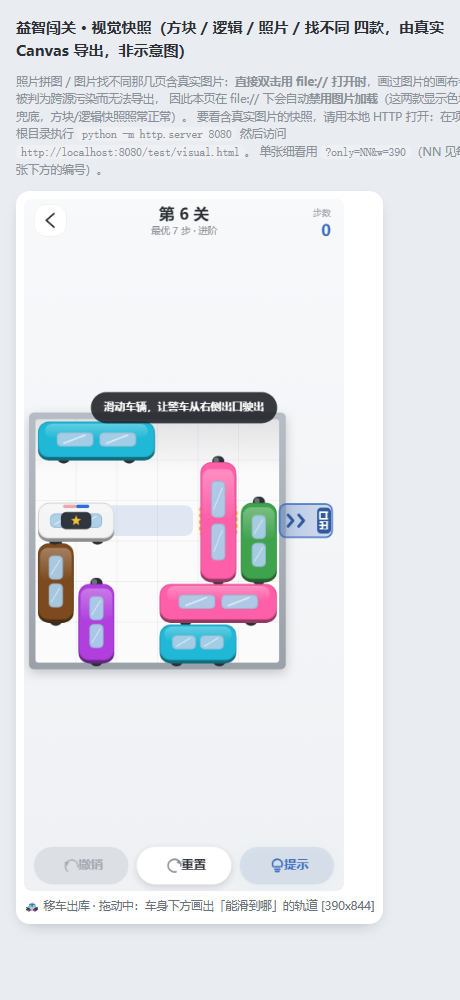 益智闯关 · 视觉快照（方块 / 逻辑 / 照片 / 找不同 四款，由真实
Canvas 导出，非示意图）
照片拼图 / 图片找不同那几页含真实图片：直接双击用 file:// 打开时，画过图片的画布
被判为跨源污染而无法导出， 因此本页在 file:// 下会自动禁用图片加载（这两款显示色
兜底，方块/逻辑快照照常正常）。 要看含真实图片的快照，请用本地 HTTP 打开：在项
根目录执行 python -m http.server 8080 然后访问
http://localhost:8080/test/visual.html 。 单张细看用 ?only=NN&w=390 （NN 见每
张下方的编号）。
第 6 关
最优 7 步 · 进阶
步数
0
滑动车辆，让警车从右侧出口驶出
出口
撤销
重置
提示
移车出库 · 拖动中：车身下方画出「能滑到哪」的轨道 [390x844]